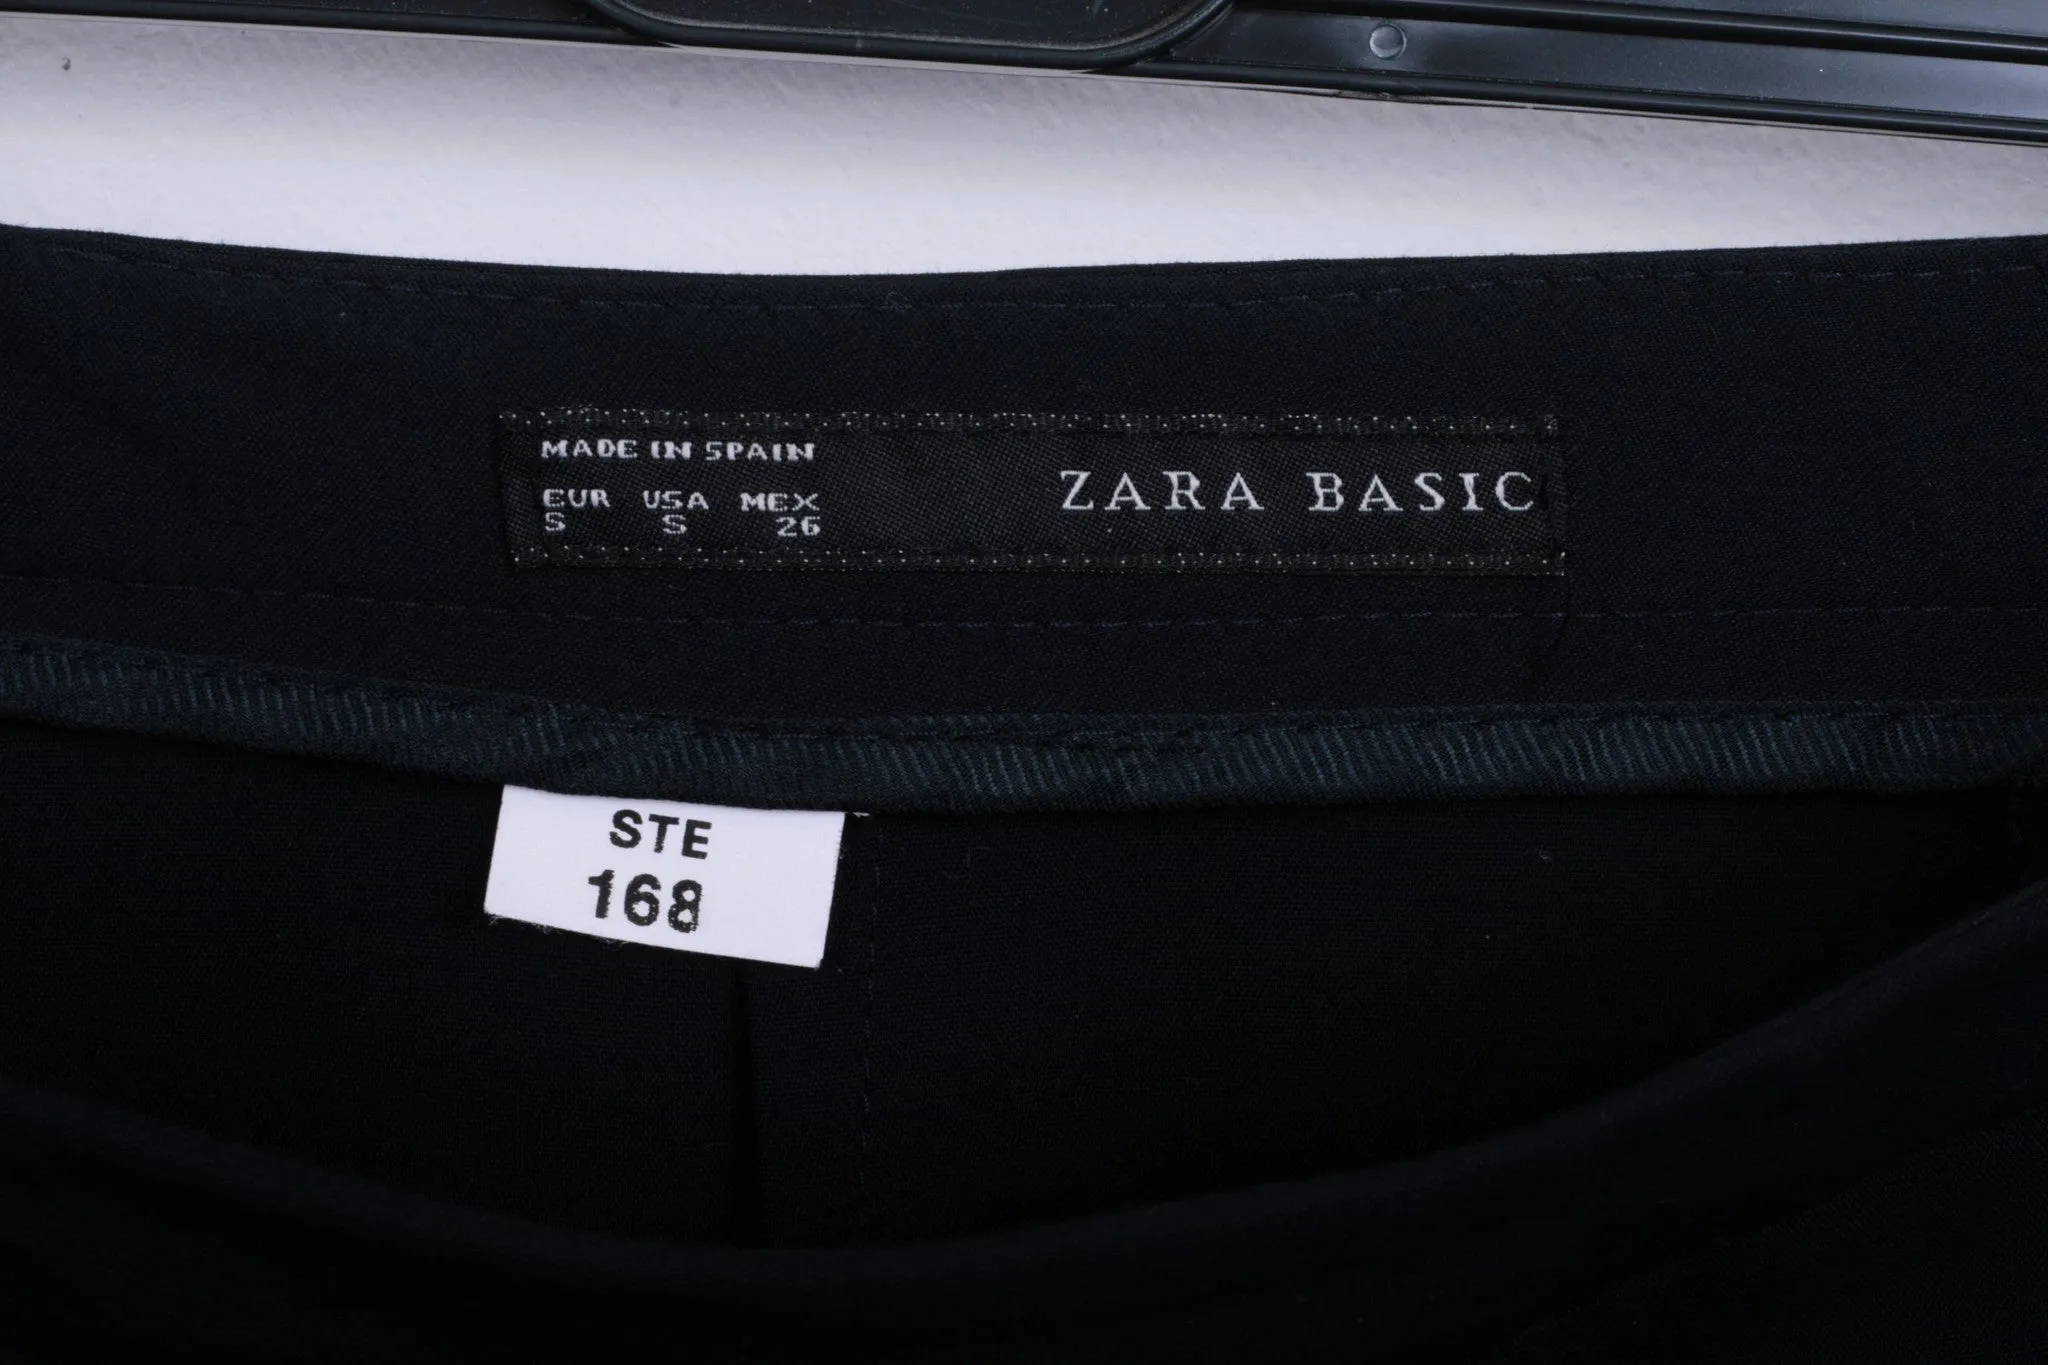 MADE IN SPAIN
EUR USA MEX
S S 26
ZARA BASIC
STE
168